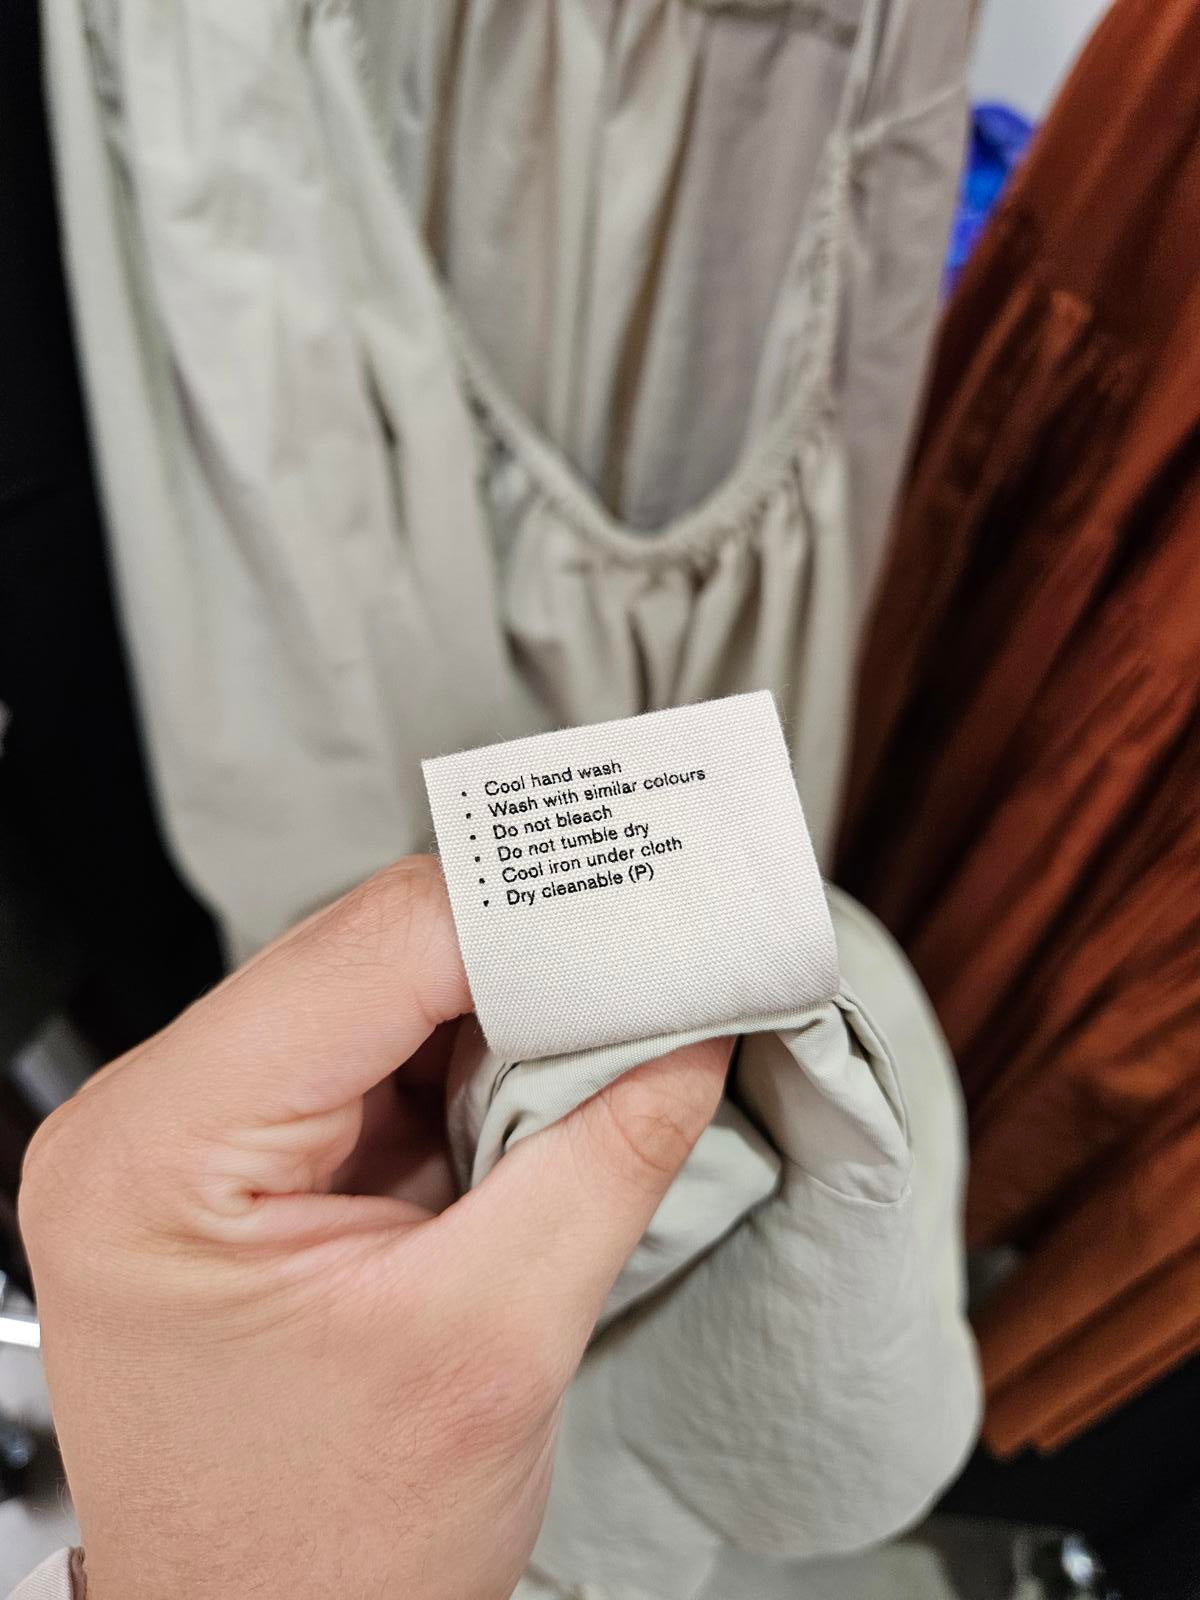 • Cool hand wash
• Wash with similar colours
• Do not bleach
• Do not tumble dry
• Cool iron under cloth
• Dry cleanable (P)